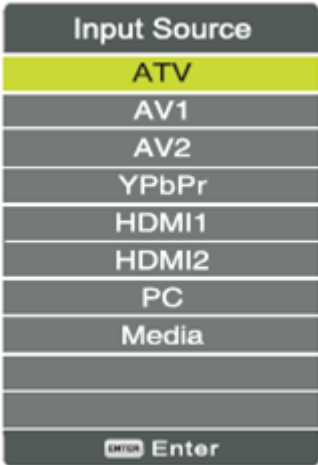 Input Source
ATV
AV1
AV2
YPbPr
HDMI1
HDMI2
PC
Media
ENTER Enter